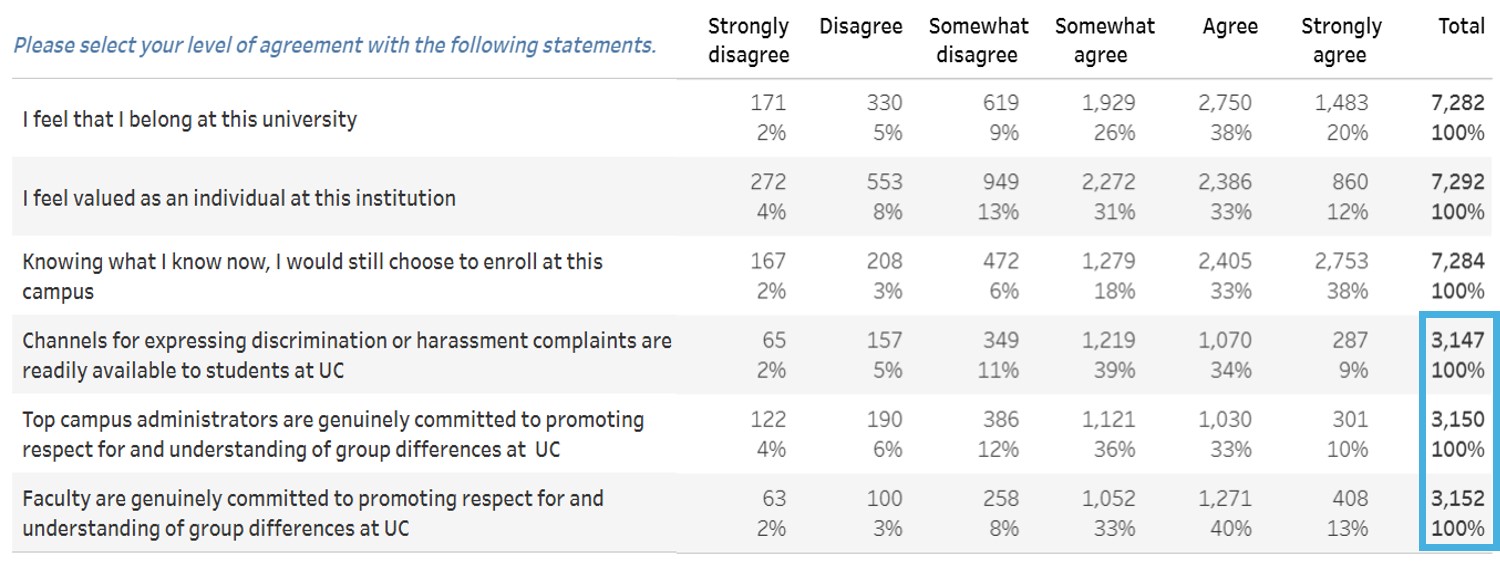 Please select your level of agreement with the following statements.
Strongly disagree Disagree Somewhat disagree Somewhat agree Agree Strongly agree Total
I feel that I belong at this university
171 330 619 1,929 2,750 1,483 7,282
2% 5% 9% 26% 38% 20% 100%
I feel valued as an individual at this institution
272 553 949 2,272 2,386 860 7,292
4% 8% 13% 31% 33% 12% 100%
Knowing what I know now, I would still choose to enroll at this
campus
167 208 472 1,279 2,405 2,753 7,284
2% 3% 6% 18% 33% 38% 100%
Channels for expressing discrimination or harassment complaints are
readily available to students at UC
65 157 349 1,219 1,070 287 3,147
2% 5% 11% 39% 34% 9% 100%
Top campus administrators are genuinely committed to promoting
respect for and understanding of group differences at UC
122 190 386 1,121 1,030 301 3,150
4% 6% 12% 36% 33% 10% 100%
Faculty are genuinely committed to promoting respect for and
understanding of group differences at UC
63 100 258 1,052 1,271 408 3,152
2% 3% 8% 33% 40% 13% 100%